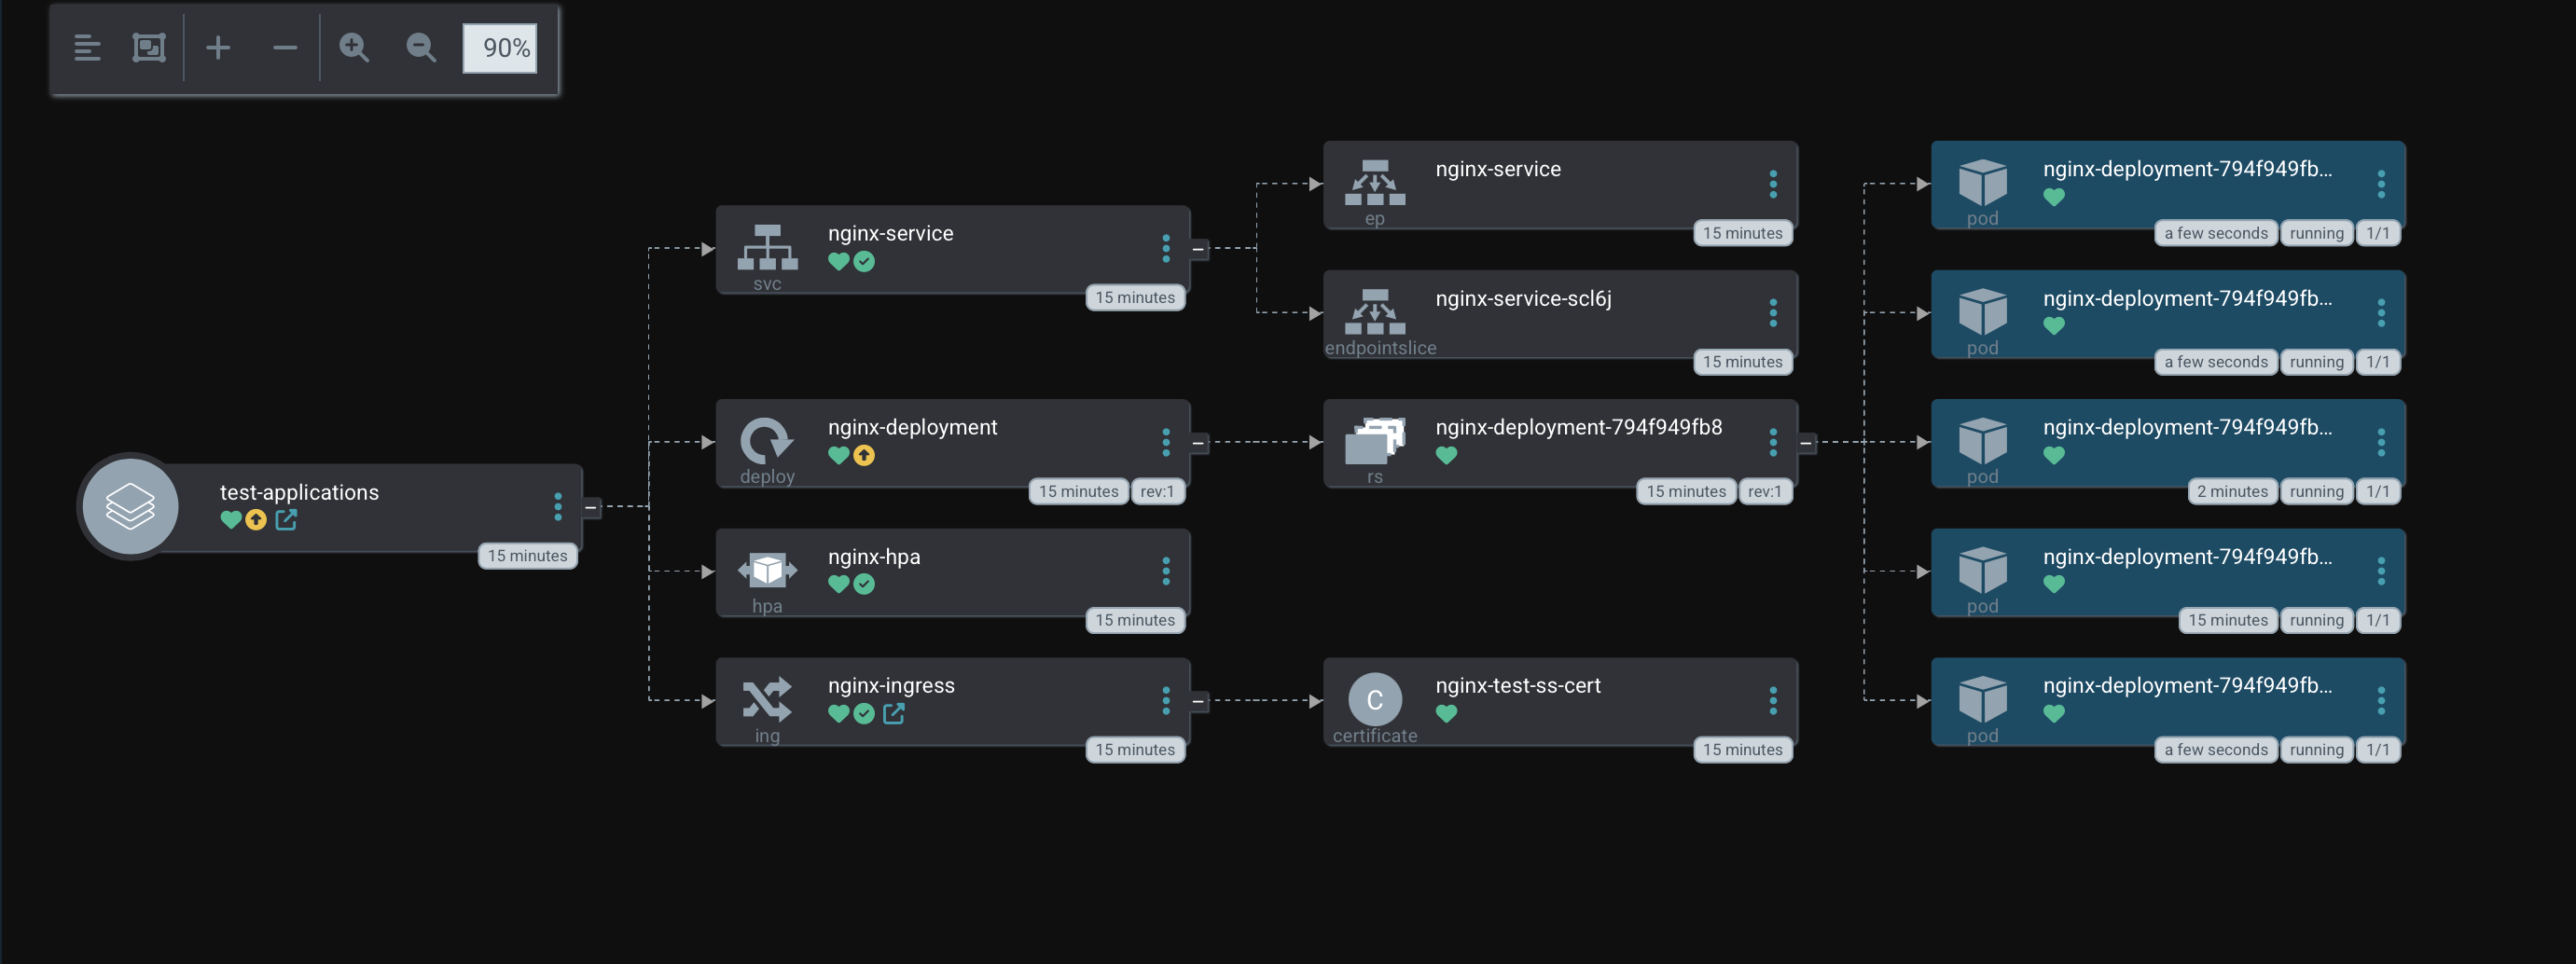 90%
test-applications
15 minutes
nginx-service
svc
15 minutes
nginx-deployment
deploy
15 minutes rev:1
nginx-hpa
hpa
15 minutes
nginx-ingress
ing
15 minutes
nginx-service
ep
15 minutes
nginx-service-scl6j
endpointslice
15 minutes
nginx-deployment-794f949fb8
rs
15 minutes rev:1
C
nginx-test-ss-cert
certificate
15 minutes
nginx-deployment-794f949fb...
pod
a few seconds running 1/1
nginx-deployment-794f949fb...
pod
a few seconds running 1/1
nginx-deployment-794f949fb...
pod
2 minutes running 1/1
nginx-deployment-794f949fb...
pod
15 minutes running 1/1
nginx-deployment-794f949fb...
pod
a few seconds running 1/1